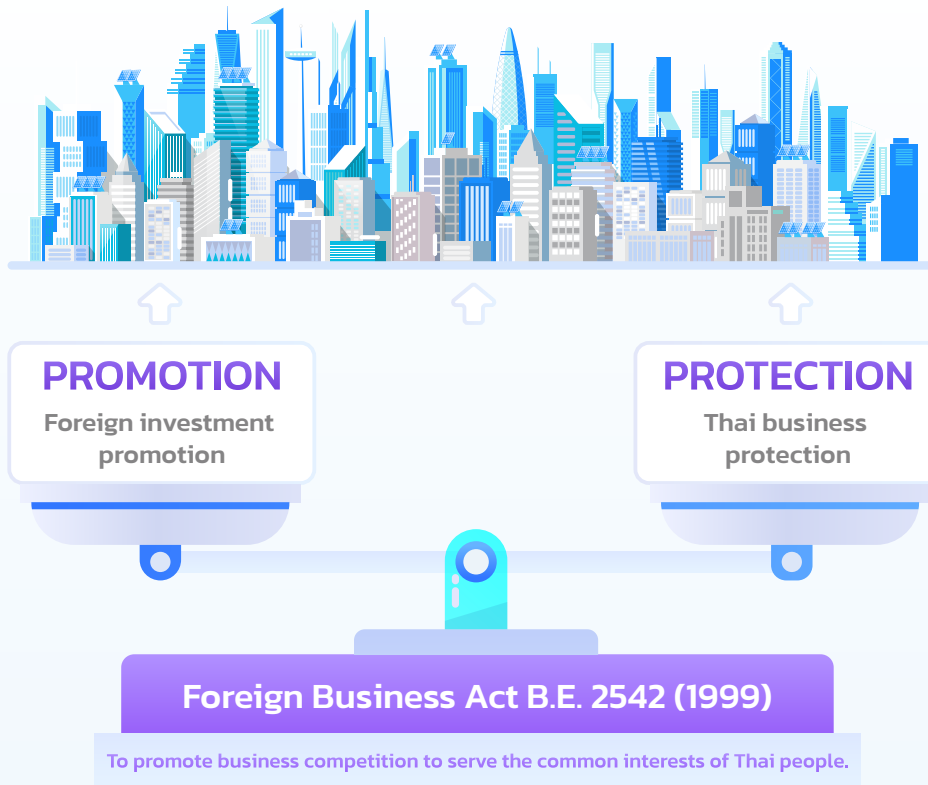 PROMOTION
Foreign investment
promotion
PROTECTION
Thai business
protection
Foreign Business Act B.E. 2542 (1999)
To promote business competition to serve the common interests of Thai people.